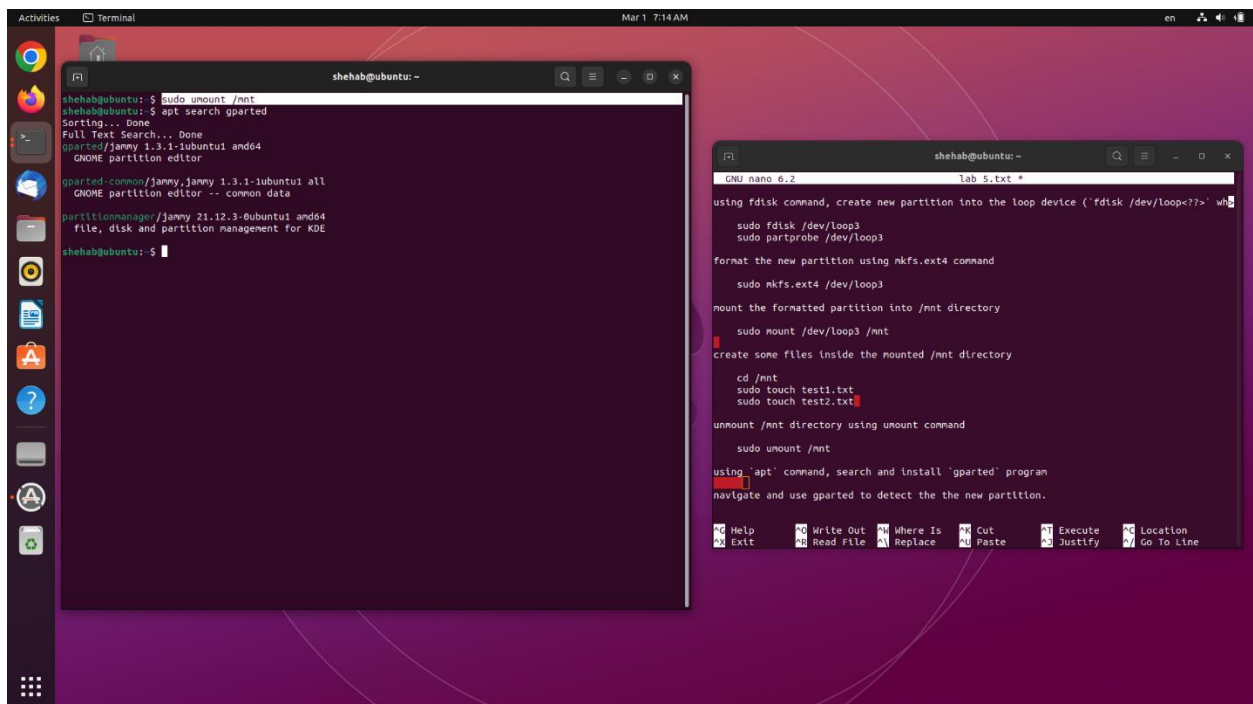 Activities Terminal Mar 1 7:14 AM en
shehab@ubuntu: ~
shehab@ubuntu:~$ sudo umount /mnt
shehab@ubuntu:~$ apt search gparted
Sorting... Done
Full Text Search... Done
gparted/jammy 1.3.1-1ubuntu1 amd64
GNOME partition editor
gparted-common/jammy,jammy 1.3.1-1ubuntu1 all
GNOME partition editor -- common data
partitionmanager/jammy 21.12.3-0ubuntu1 amd64
file, disk and partition management for KDE
shehab@ubuntu:~$
shehab@ubuntu: ~
GNU nano 6.2 lab 5.txt *
using fdisk command, create new partition into the loop device (`fdisk /dev/loop<??>` wh>
sudo fdisk /dev/loop3
sudo partprobe /dev/loop3
format the new partition using mkfs.ext4 command
sudo mkfs.ext4 /dev/loop3
mount the formatted partition into /mnt directory
sudo mount /dev/loop3 /mnt
create some files inside the mounted /mnt directory
cd /mnt
sudo touch test1.txt
sudo touch test2.txt
unmount /mnt directory using umount command
sudo umount /mnt
using `apt` command, search and install `gparted` program
navigate and use gparted to detect the the new partition.
^G Help ^O Write Out ^W Where Is ^K Cut ^T Execute ^C Location
^X Exit ^R Read File ^\ Replace ^U Paste ^J Justify ^/ Go To Line